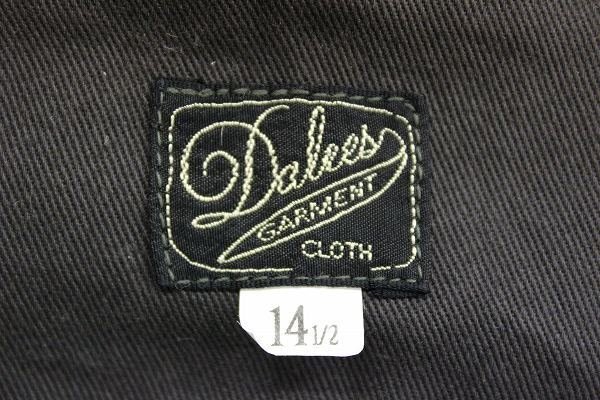 Dalees
GARMENT
CLOTH
14 1/2